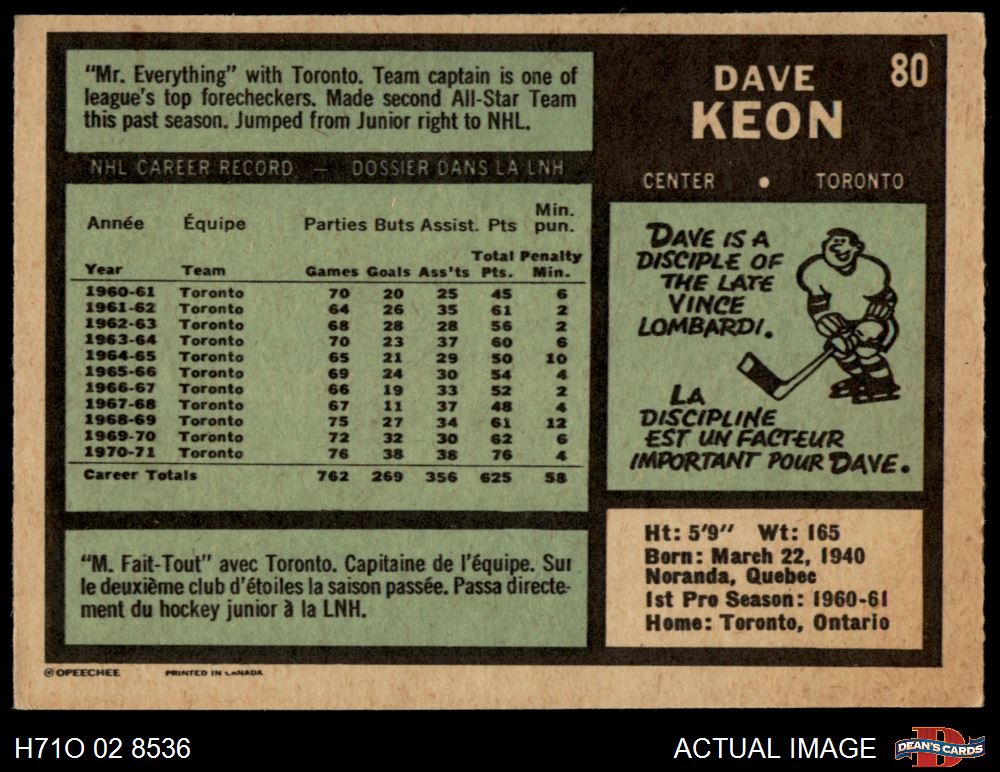 "Mr. Everything" with Toronto. Team captain is one of
league's top forecheckers. Made second All-Star Team
this past season. Jumped from Junior right to NHL.
NHL CAREER RECORD — DOSSIER DANS LA LNH
Année Équipe Parties Buts Assist. Pts Min. pun.
Year Team Games Goals Ass'ts Total Pts. Penalty Min.
1960-61 Toronto 70 20 25 45 6
1961-62 Toronto 64 26 35 61 2
1962-63 Toronto 68 28 28 56 2
1963-64 Toronto 70 23 37 60 6
1964-65 Toronto 65 21 29 50 10
1965-66 Toronto 69 24 30 54 4
1966-67 Toronto 66 19 33 52 2
1967-68 Toronto 67 11 37 48 4
1968-69 Toronto 75 27 34 61 12
1969-70 Toronto 72 32 30 62 6
1970-71 Toronto 76 38 38 76 4
Career Totals 762 269 356 625 58
"M. Fait-Tout" avec Toronto. Capitaine de l'équipe. Sur
le deuxième club d'étoiles la saison passée. Passa directe-
ment du hockey junior à la LNH.
80
DAVE
KEON
CENTER • TORONTO
DAVE IS A
DISCIPLE OF
THE LATE
VINCE
LOMBARDI.
LA
DISCIPLINE
EST UN FACTEUR
IMPORTANT POUR DAVE.
Ht: 5'9" Wt: 165
Born: March 22, 1940
Noranda, Quebec
1st Pro Season: 1960-61
Home: Toronto, Ontario
© OPEECHEE PRINTED IN CANADA
H71O 02 8536
ACTUAL IMAGE
D
DEAN'S CARDS